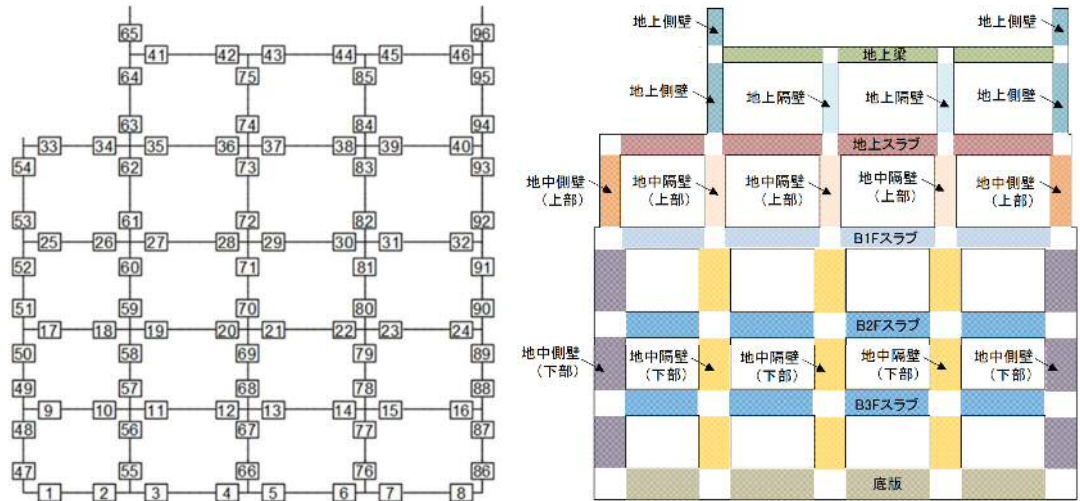 65 96
41 42 43 44 45 46
64 75 85 95
63 74 84 94
33 34 35 36 37 38 39 40
54 62 73 83 93
53 61 72 82 92
25 26 27 28 29 30 31 32
52 60 71 81 91
51 59 70 80 90
17 18 19 20 21 22 23 24
50 58 69 79 89
49 57 68 78 88
9 10 11 12 13 14 15 16
48 56 67 77 87
47 55 66 76 86
1 2 3 4 5 6 7 8
地上側壁 地上側壁
地上梁
地上側壁 地上隔壁 地上隔壁 地上側壁
地上スラブ
地中側壁 地中隔壁 地中隔壁 地中隔壁 地中側壁
(上部) (上部) (上部) (上部) (上部)
B1Fスラブ
B2Fスラブ
地中側壁 地中隔壁 地中隔壁 地中隔壁 地中側壁
(下部) (下部) (下部) (下部) (下部)
B3Fスラブ
底版